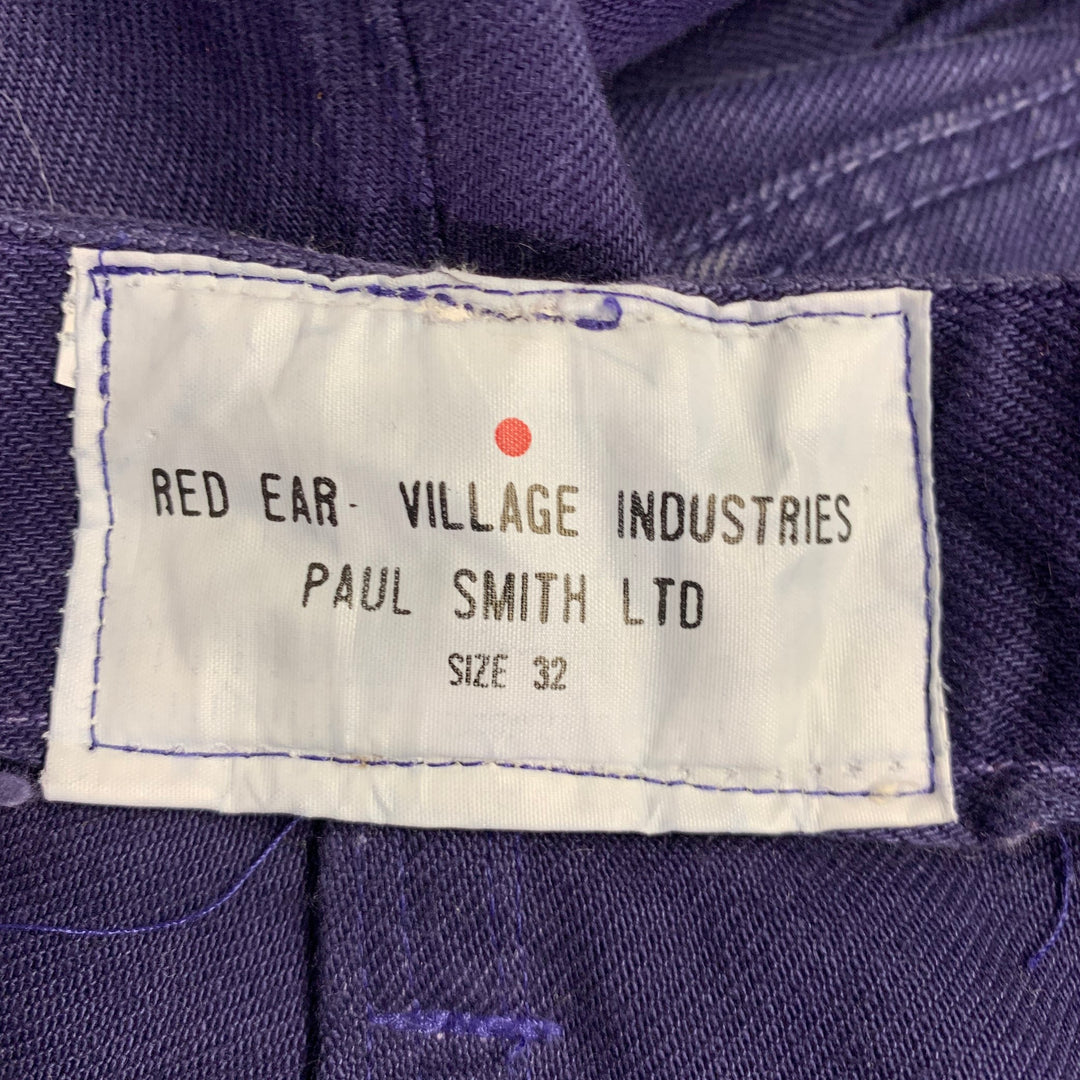 RED EAR - VILLAGE INDUSTRIES
PAUL SMITH LTD
SIZE 32